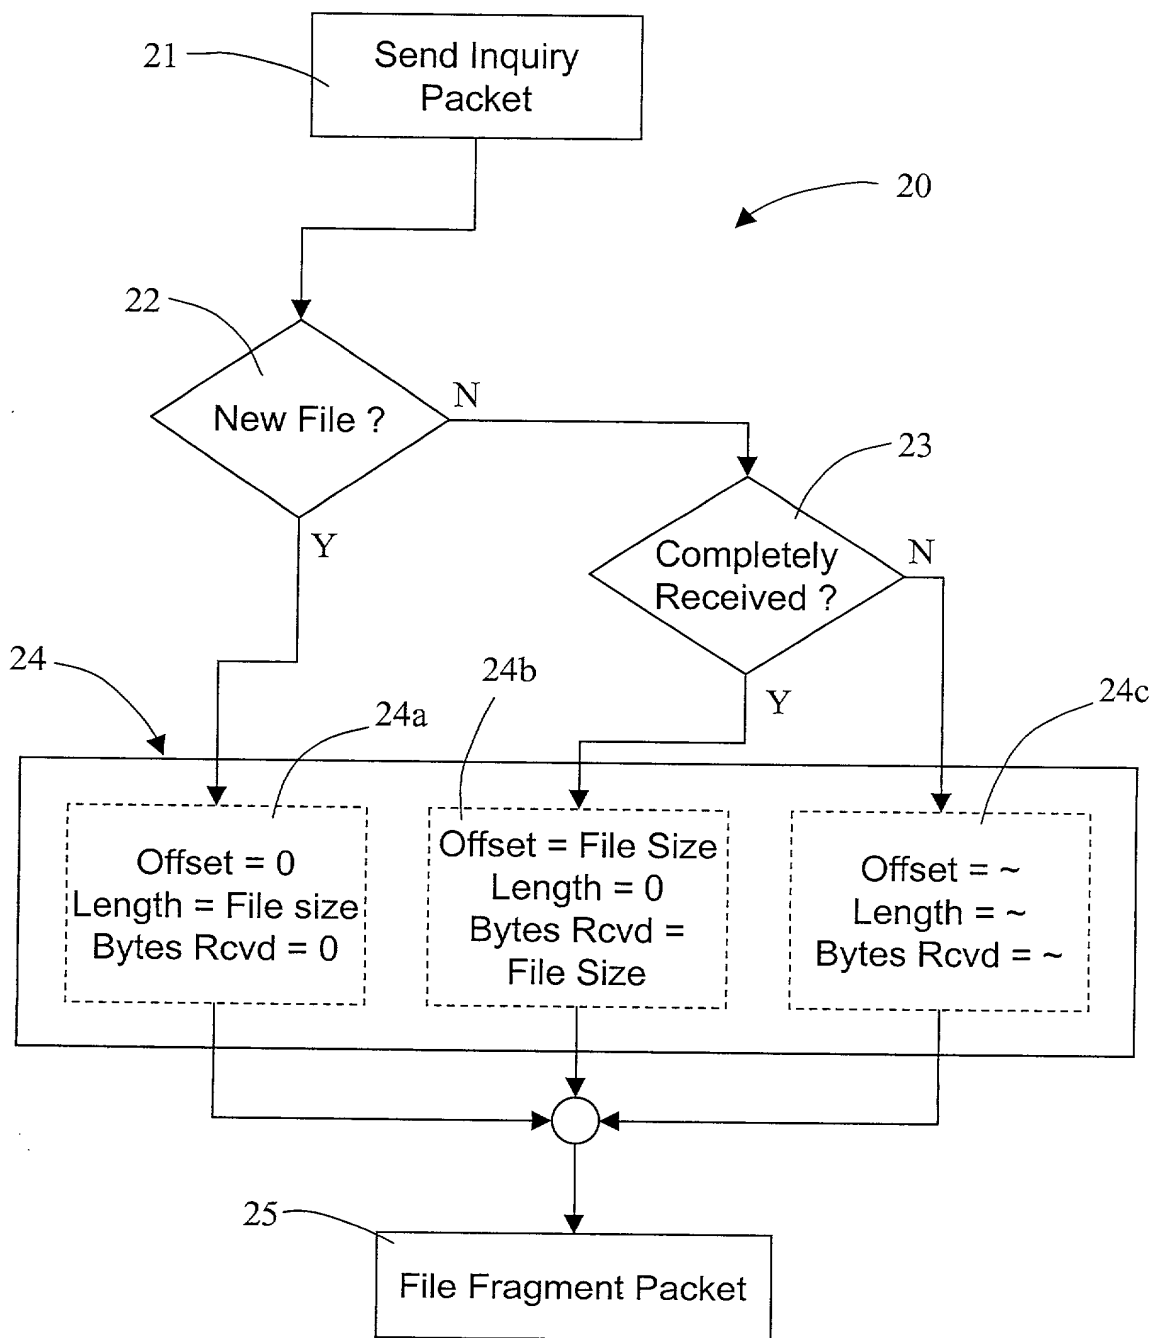 21
Send Inquiry
Packet
20
22
New File ?
N
Y
23
Completely
Received ?
N
Y
24
24a
24b
24c
Offset = 0
Length = File size
Bytes Rcvd = 0
Offset = File Size
Length = 0
Bytes Rcvd =
File Size
Offset = ~
Length = ~
Bytes Rcvd = ~
25
File Fragment Packet